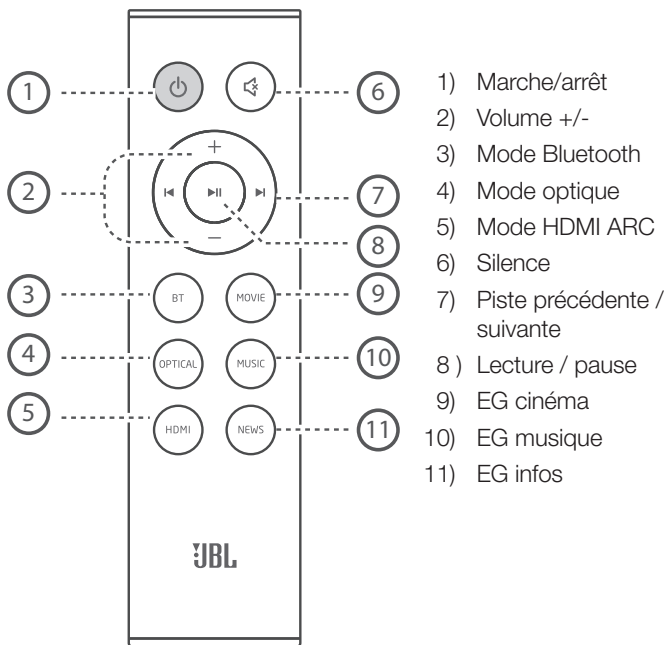 1
2
3
4
5
6
7
8
9
10
11
BT
MOVIE
OPTICAL
MUSIC
HDMI
NEWS
JBL
1) Marche/arrêt
2) Volume +/-
3) Mode Bluetooth
4) Mode optique
5) Mode HDMI ARC
6) Silence
7) Piste précédente /
suivante
8 ) Lecture / pause
9) EG cinéma
10) EG musique
11) EG infos